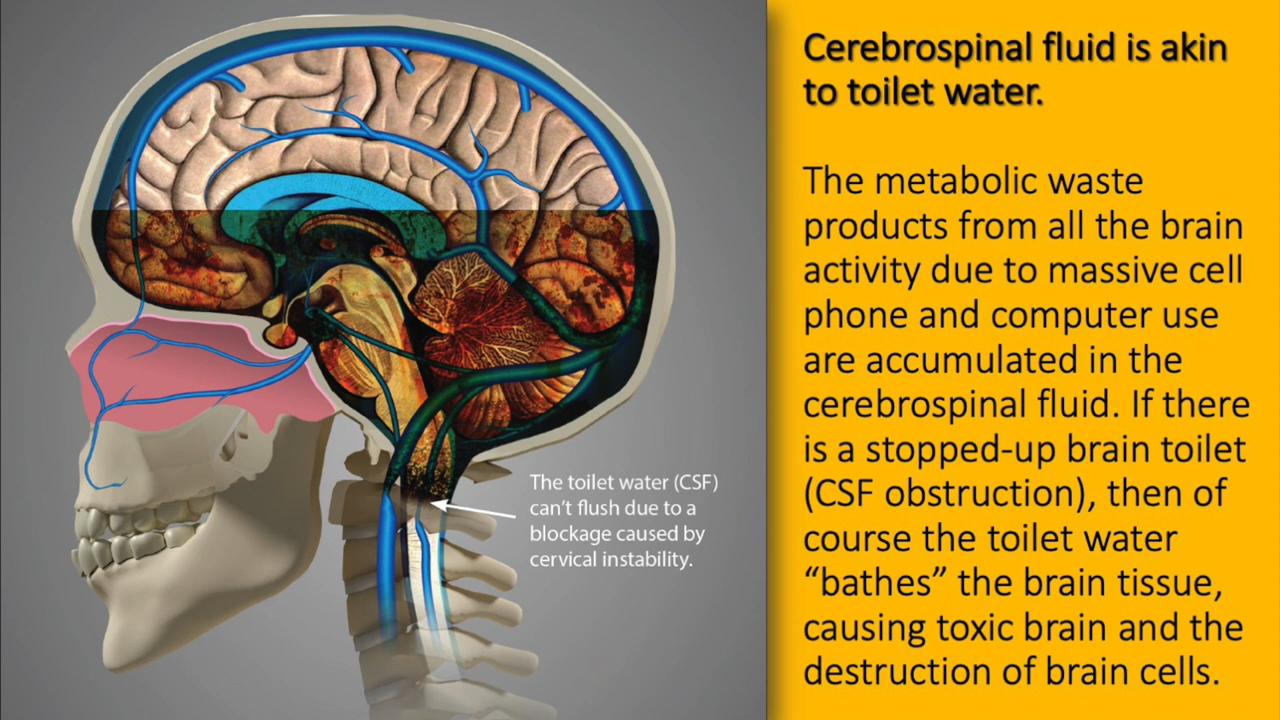 Cerebrospinal fluid is akin
to toilet water.
The metabolic waste
products from all the brain
activity due to massive cell
phone and computer use
are accumulated in the
cerebrospinal fluid. If there
is a stopped-up brain toilet
(CSF obstruction), then of
course the toilet water
“bathes” the brain tissue,
causing toxic brain and the
destruction of brain cells.
The toilet water (CSF)
can’t flush due to a
blockage caused by
cervical instability.